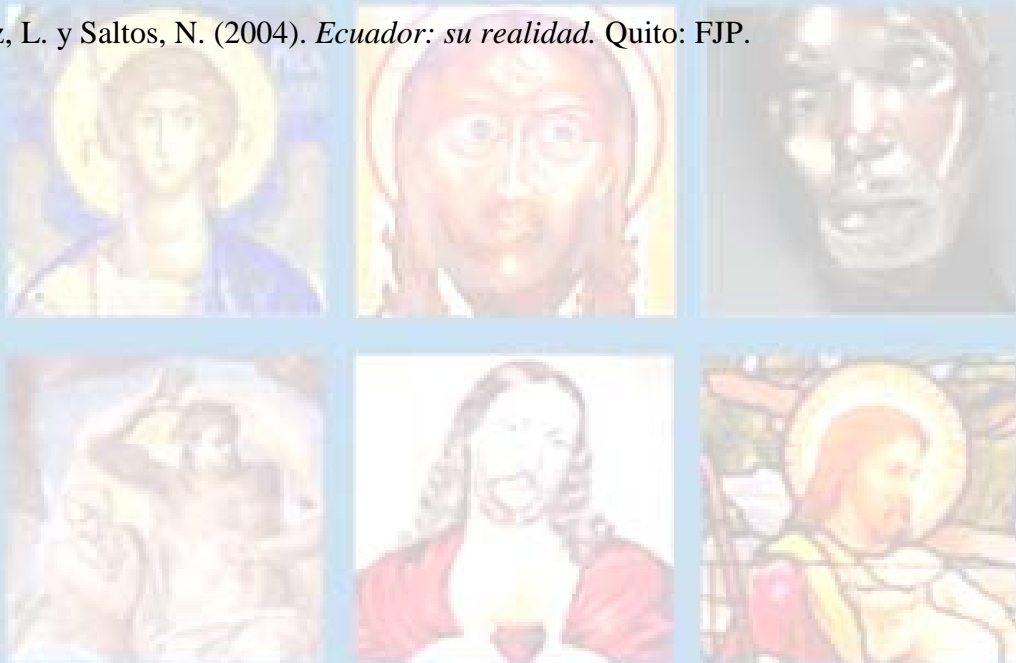 z, L. y Saltos, N. (2004). Ecuador: su realidad. Quito: FJP.